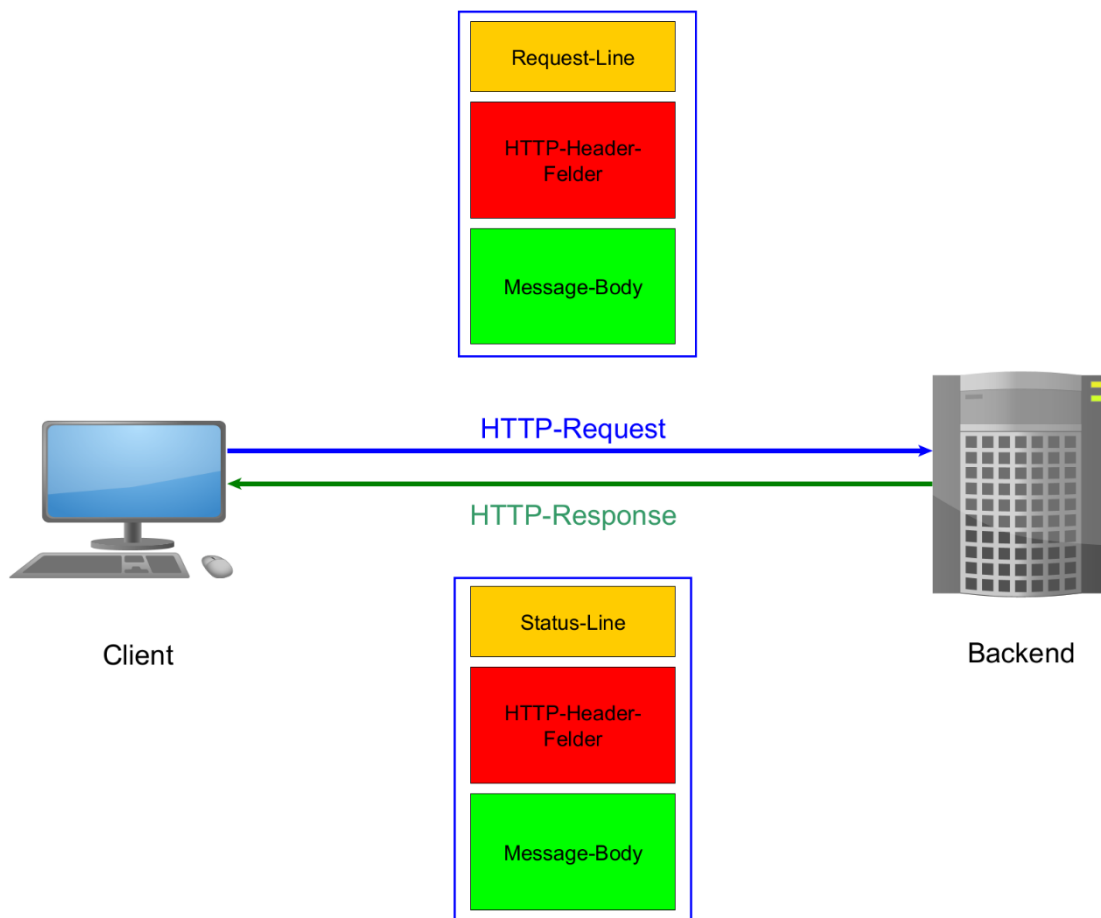 Request-Line
HTTP-Header-
Felder
Message-Body
HTTP-Request
HTTP-Response
Client
Backend
Status-Line
HTTP-Header-
Felder
Message-Body